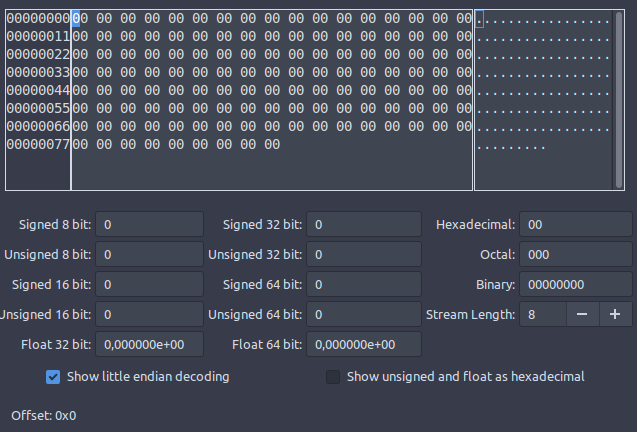 00000000 00 00 00 00 00 00 00 00 00 00 00 00 00 00 00 00 00 .................
00000011 00 00 00 00 00 00 00 00 00 00 00 00 00 00 00 00 00 .................
00000022 00 00 00 00 00 00 00 00 00 00 00 00 00 00 00 00 00 .................
00000033 00 00 00 00 00 00 00 00 00 00 00 00 00 00 00 00 00 .................
00000044 00 00 00 00 00 00 00 00 00 00 00 00 00 00 00 00 00 .................
00000055 00 00 00 00 00 00 00 00 00 00 00 00 00 00 00 00 00 .................
00000066 00 00 00 00 00 00 00 00 00 00 00 00 00 00 00 00 00 .................
00000077 00 00 00 00 00 00 00 00 00 .........
Signed 8 bit: 0 Signed 32 bit: 0 Hexadecimal: 00
Unsigned 8 bit: 0 Unsigned 32 bit: 0 Octal: 000
Signed 16 bit: 0 Signed 64 bit: 0 Binary: 00000000
Unsigned 16 bit: 0 Unsigned 64 bit: 0 Stream Length: 8 − +
Float 32 bit: 0,000000e+00 Float 64 bit: 0,000000e+00
Show little endian decoding Show unsigned and float as hexadecimal
Offset: 0x0